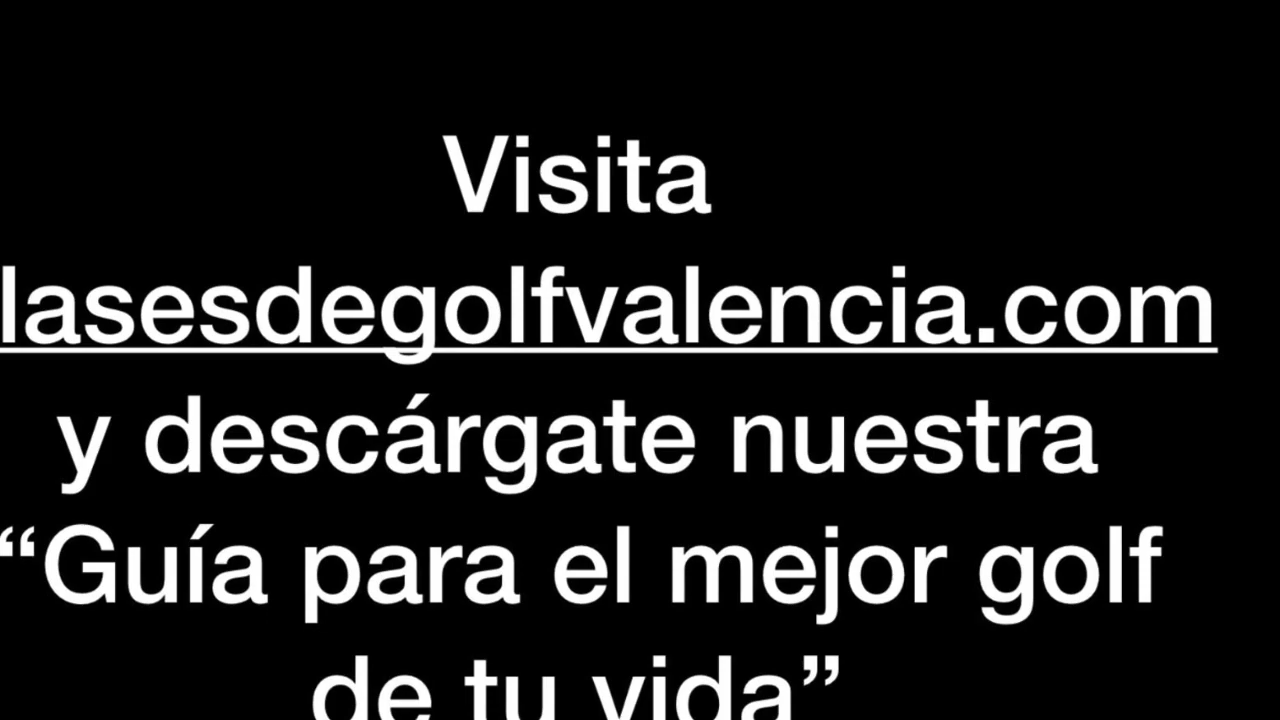 Visita
lasesdegolfvalencia.com
y descárgate nuestra
“Guía para el mejor golf
de tu vida”